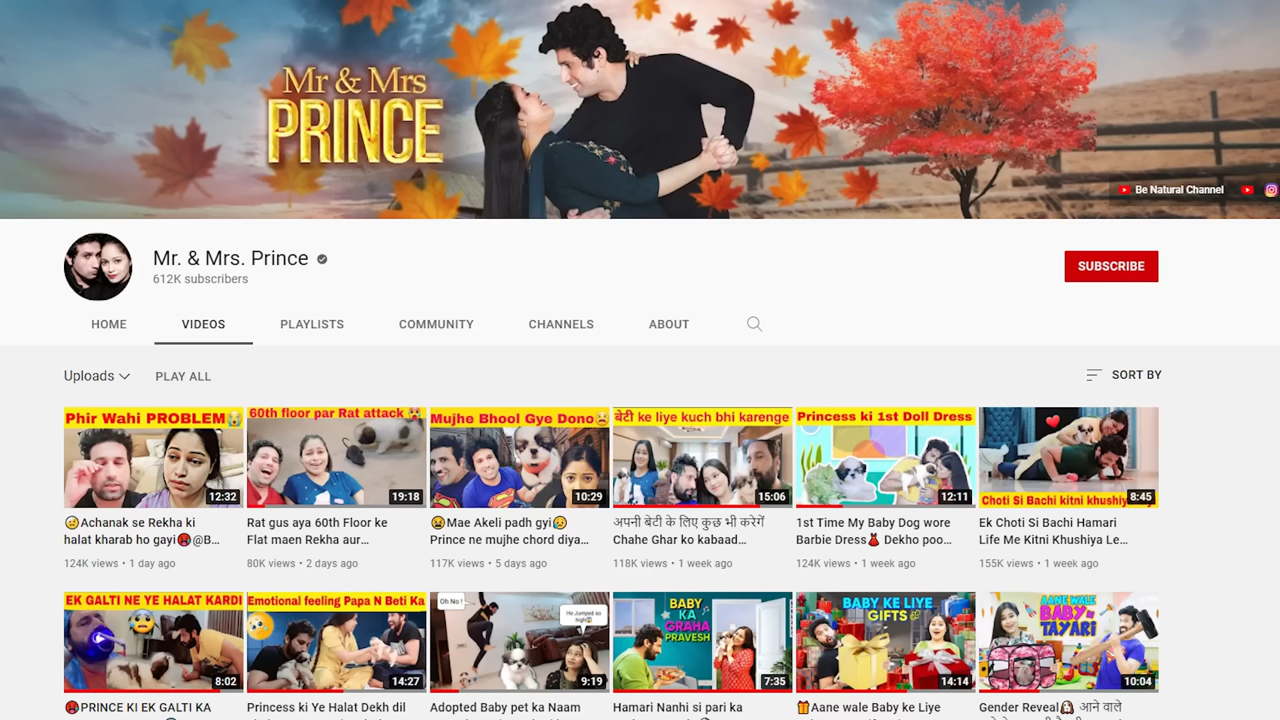 Mr & Mrs
PRINCE
Be Natural Channel
Mr. & Mrs. Prince
612K subscribers
SUBSCRIBE
HOME
VIDEOS
PLAYLISTS
COMMUNITY
CHANNELS
ABOUT
Uploads
PLAY ALL
SORT BY
Phir Wahi PROBLEM😭
12:32
😥Achanak se Rekha ki
halat kharab ho gayi🥵@B...
124K views • 1 day ago
60th floor par Rat attack
19:18
Rat gus aya 60th Floor ke
Flat maen Rekha aur...
80K views • 2 days ago
Mujhe Bhool Gye Dono😫
10:29
😫Mae Akeli padh gyi😥
Prince ne mujhe chord diya...
117K views • 5 days ago
बेटी ke liye kuch bhi karenge
15:06
अपनी बेटी के लिए कुछ भी करेगें
Chahe Ghar ko kabaad...
118K views • 1 week ago
Princess ki 1st Doll Dress
12:11
1st Time My Baby Dog wore
Barbie Dress👗 Dekho poo...
124K views • 1 week ago
Choti Si Bachi kitni khushiy
8:45
Ek Choti Si Bachi Hamari
Life Me Kitni Khushiya Le...
155K views • 1 week ago
EK GALTI NE YE HALAT KARDI
8:02
🥵PRINCE KI EK GALTI KA
Emotional feeling Papa N Beti Ka
14:27
Princess ki Ye Halat Dekh dil
Oh No !
He Jumped so
high😱
9:19
Adopted Baby pet ka Naam
BABY
KA
GRAHA
PRAVESH
7:35
Hamari Nanhi si pari ka
BABY KE LIYE
GIFTS
14:14
🎁Aane wale Baby ke Liye
AANE WALE
BABY KI
TAYARI
10:04
Gender Reveal🐶 आने वाले